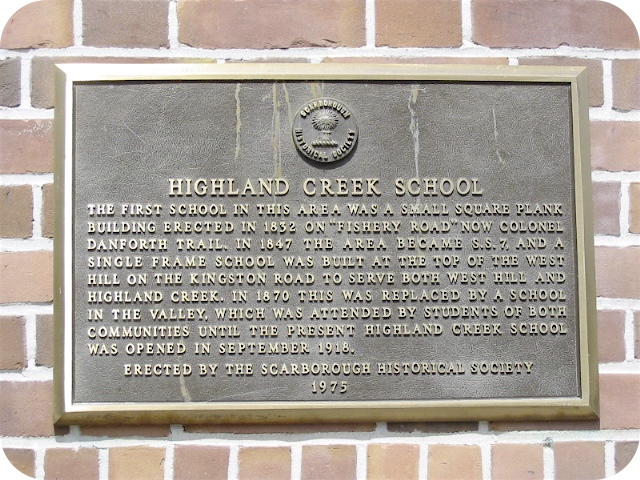 SCARBOROUGH
HISTORICAL SOCIETY
HIGHLAND CREEK SCHOOL
THE FIRST SCHOOL IN THIS AREA WAS A SMALL SQUARE PLANK
BUILDING ERECTED IN 1832 ON "FISHERY ROAD" NOW COLONEL
DANFORTH TRAIL. IN 1847 THE AREA BECAME S.S.7, AND A
SINGLE FRAME SCHOOL WAS BUILT AT THE TOP OF THE WEST
HILL ON THE KINGSTON ROAD TO SERVE BOTH WEST HILL AND
HIGHLAND CREEK. IN 1870 THIS WAS REPLACED BY A SCHOOL
IN THE VALLEY, WHICH WAS ATTENDED BY STUDENTS OF BOTH
COMMUNITIES UNTIL THE PRESENT HIGHLAND CREEK SCHOOL
WAS OPENED IN SEPTEMBER 1918.
ERECTED BY THE SCARBOROUGH HISTORICAL SOCIETY
1975